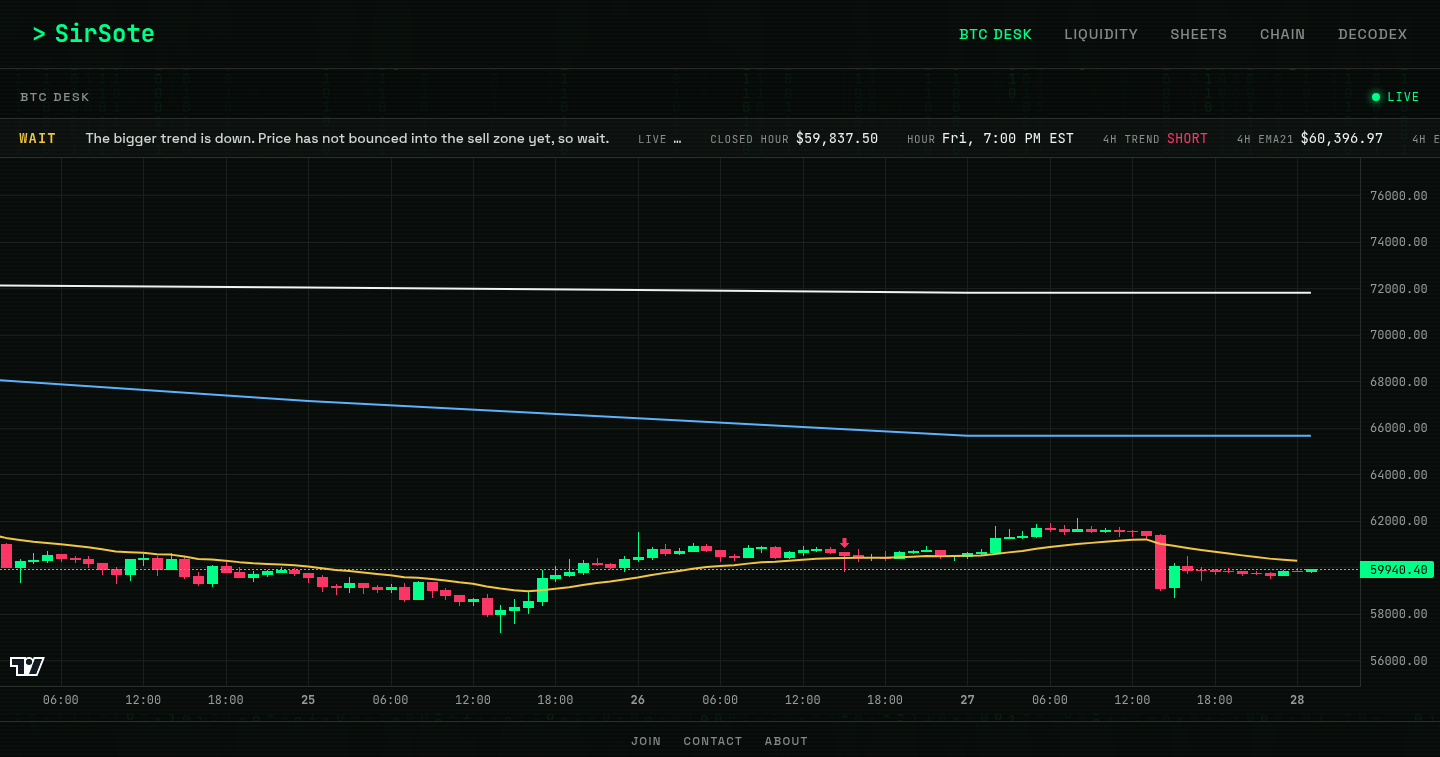 > SirSote
BTC DESK LIQUIDITY SHEETS CHAIN DECODEX
BTC DESK
LIVE
WAIT The bigger trend is down. Price has not bounced into the sell zone yet, so wait. LIVE … CLOSED HOUR $59,837.50 HOUR Fri, 7:00 PM EST 4H TREND SHORT 4H EMA21 $60,396.97 4H E
76000.00
74000.00
72000.00
70000.00
68000.00
66000.00
64000.00
62000.00
59940.40
58000.00
56000.00
06:00 12:00 18:00 25 06:00 12:00 18:00 26 06:00 12:00 18:00 27 06:00 12:00 18:00 28
JOIN CONTACT ABOUT